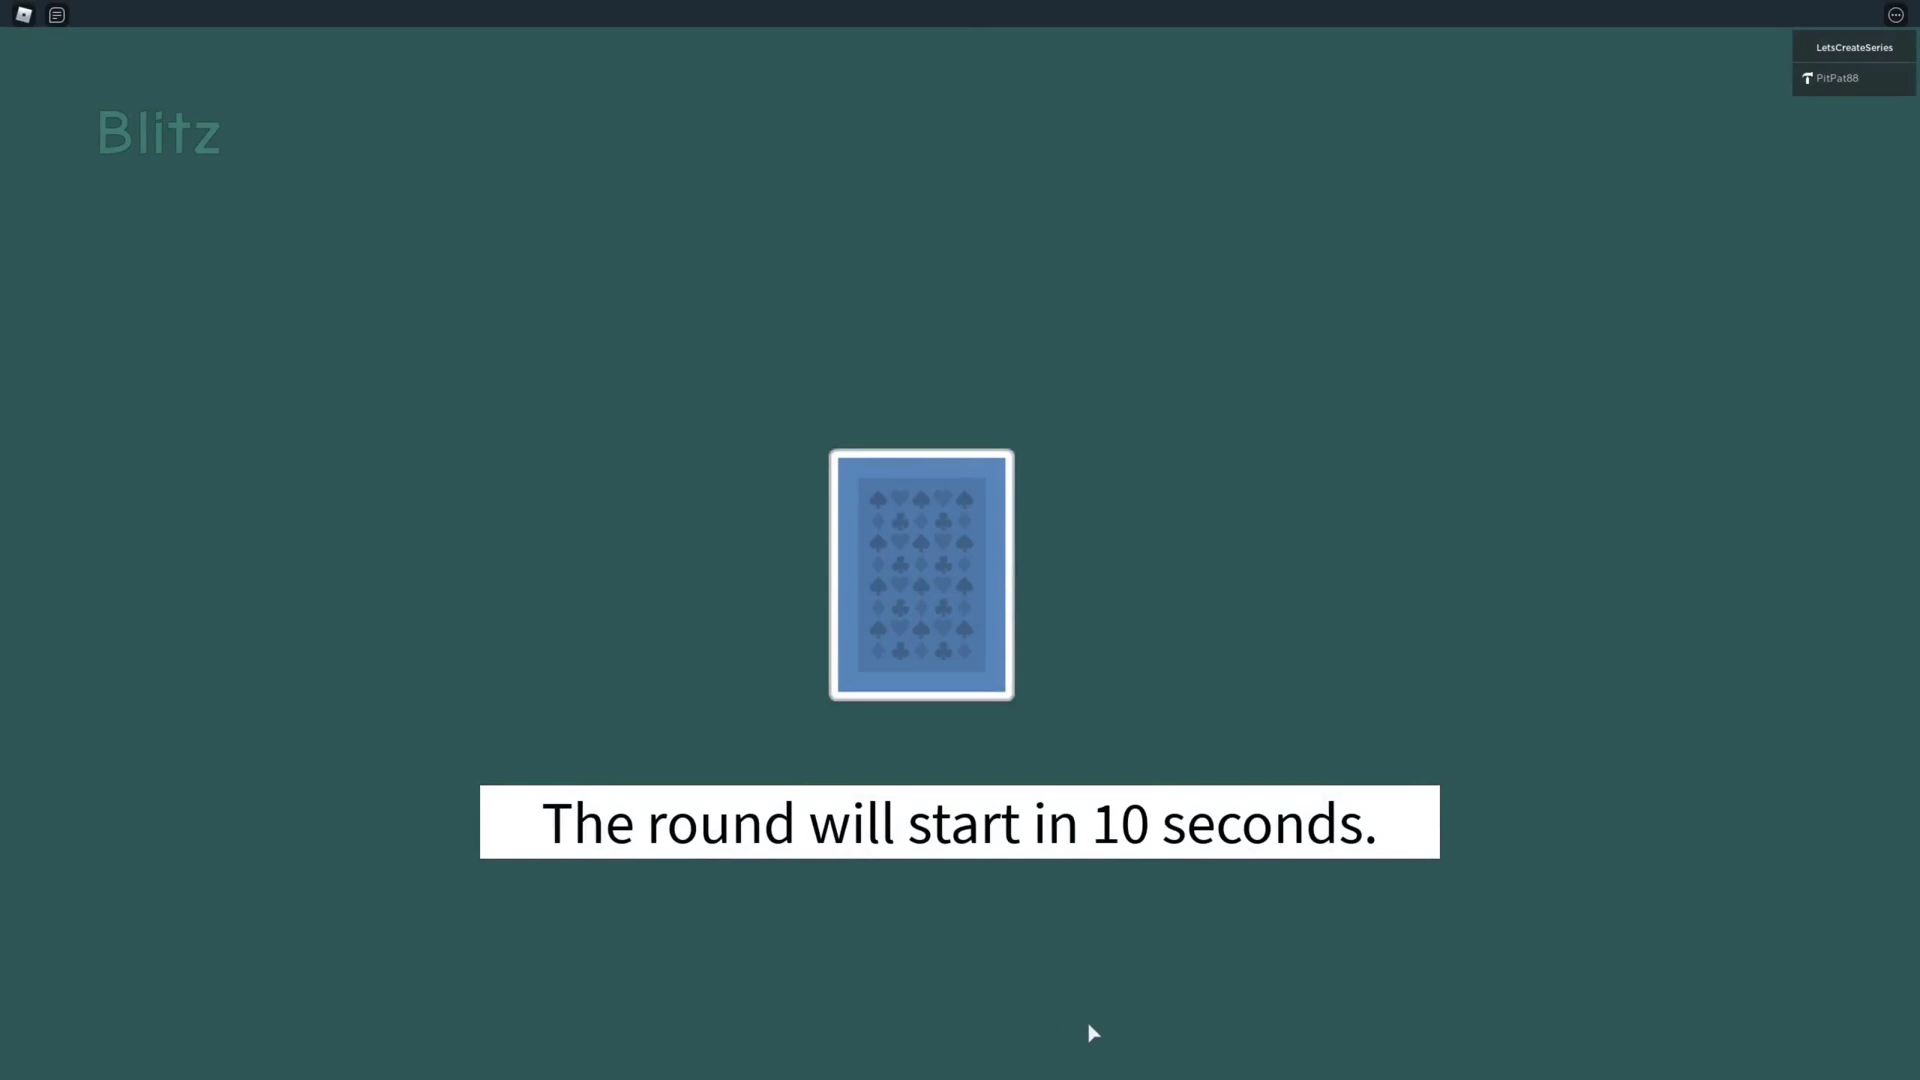 LetsCreateSeries
PitPat88
Blitz
The round will start in 10 seconds.